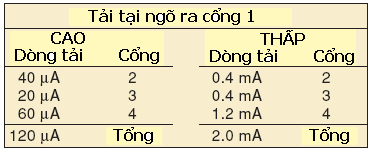 Tải tại ngõ ra cổng 1
CAO THẤP
Dòng tải Cổng Dòng tải Cổng
40 μA 2 0.4 mA 2
20 μA 3 0.4 mA 3
60 μA 4 1.2 mA 4
120 μA Tổng 2.0 mA Tổng